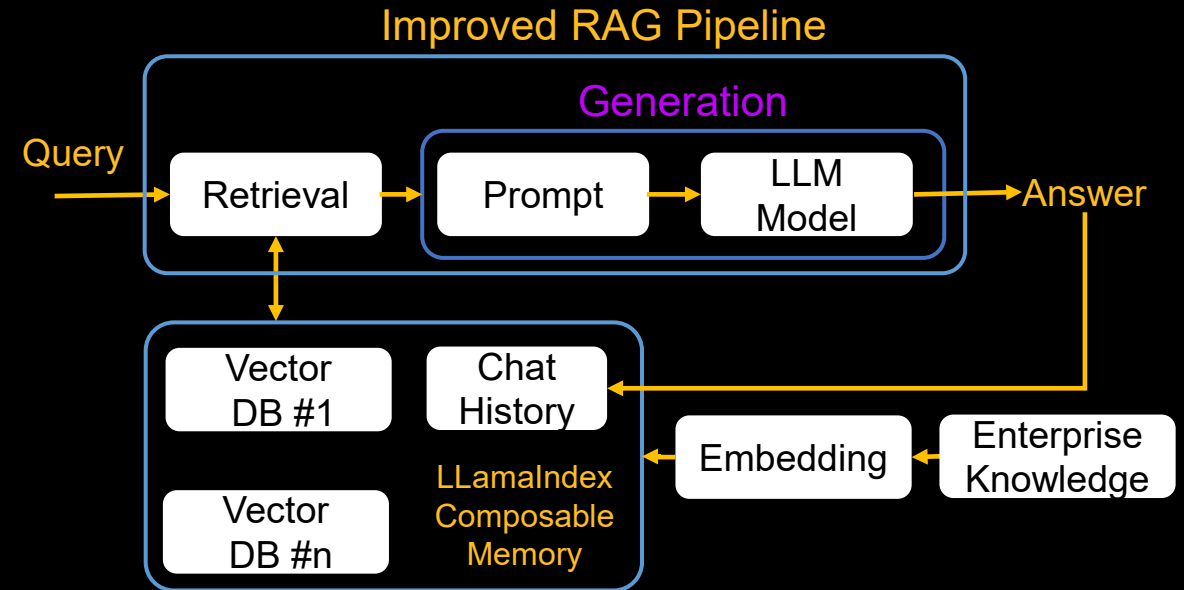 Improved RAG Pipeline
Generation
Query
Retrieval
Prompt
LLM
Model
Answer
Vector
DB #1
Chat
History
Embedding
Enterprise
Knowledge
LLamaIndex
Composable
Memory
Vector
DB #n